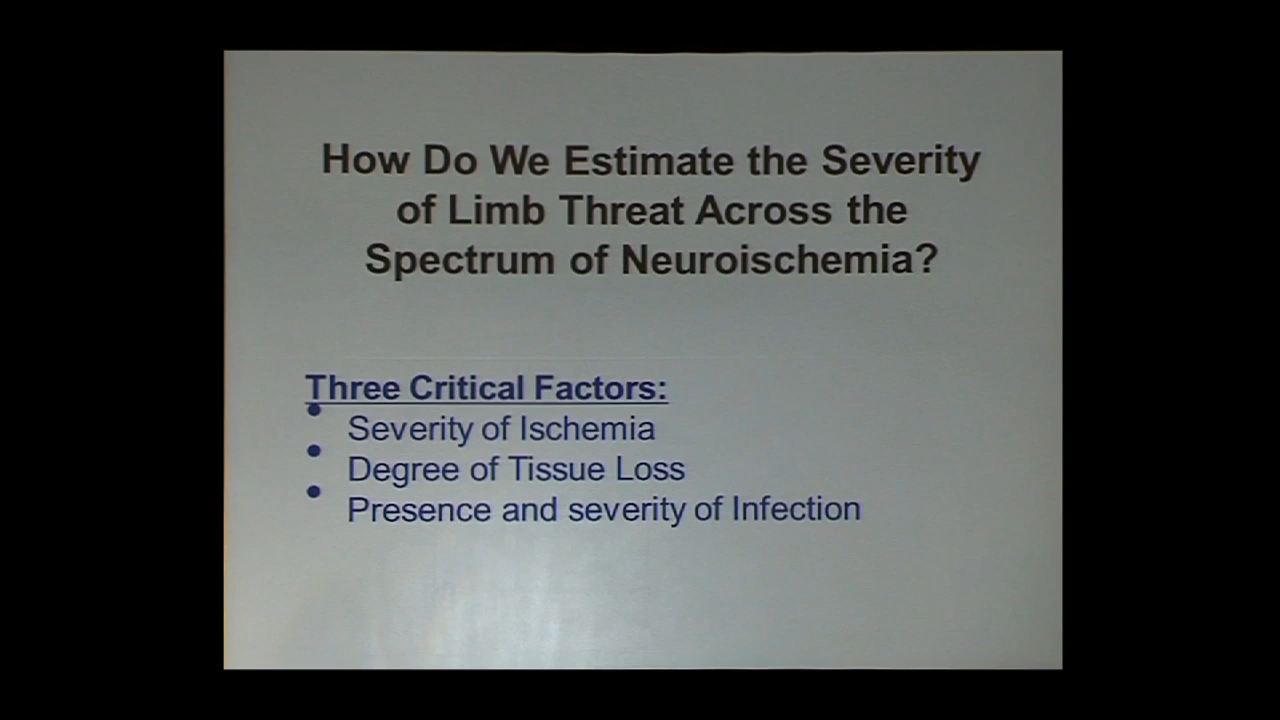 How Do We Estimate the Severity
of Limb Threat Across the
Spectrum of Neuroischemia?
Three Critical Factors:
• Severity of Ischemia
• Degree of Tissue Loss
• Presence and severity of Infection